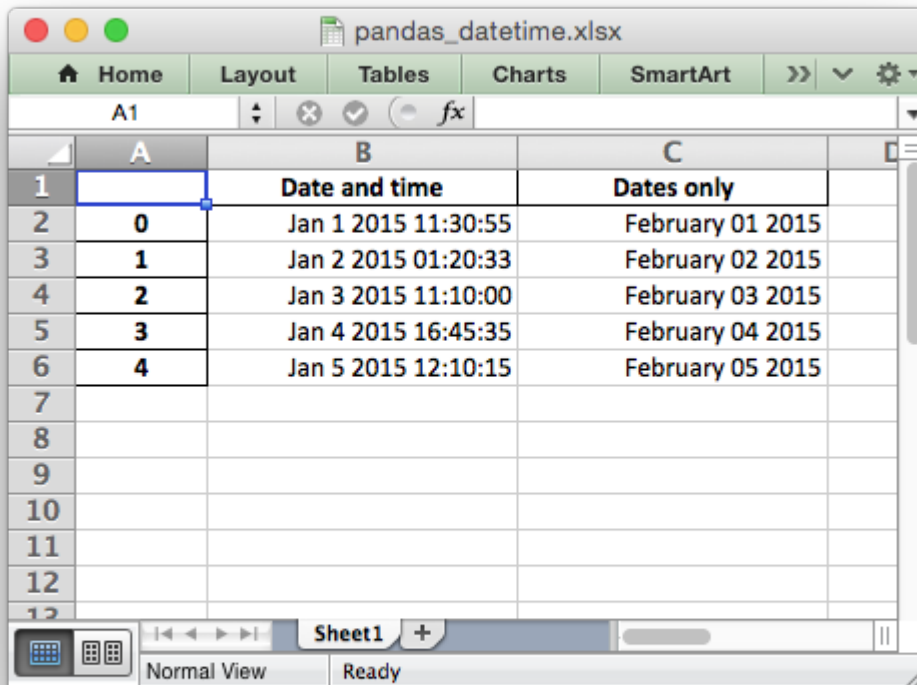 pandas_datetime.xlsx
Home Layout Tables Charts SmartArt
A1 fx
A B C D
1 Date and time Dates only
2 0 Jan 1 2015 11:30:55 February 01 2015
3 1 Jan 2 2015 01:20:33 February 02 2015
4 2 Jan 3 2015 11:10:00 February 03 2015
5 3 Jan 4 2015 16:45:35 February 04 2015
6 4 Jan 5 2015 12:10:15 February 05 2015
7
8
9
10
11
12
13
Sheet1 +
Normal View Ready